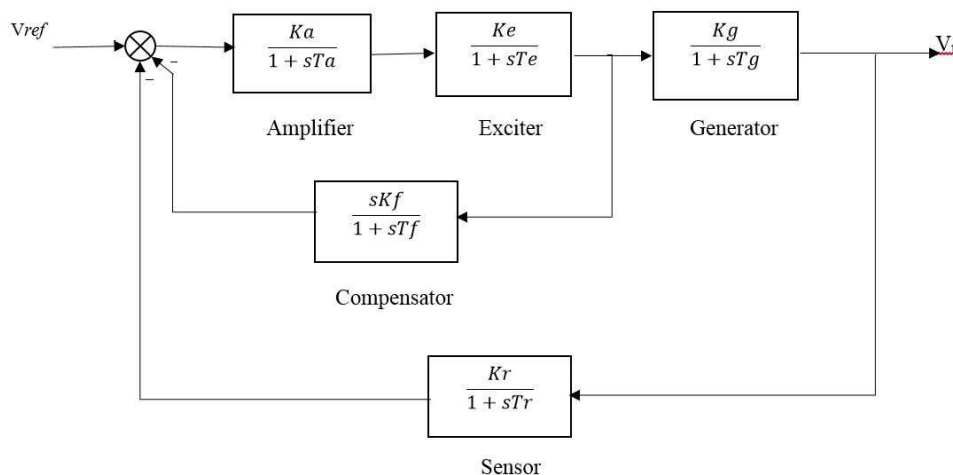 Vref
Ka
1 + sTa
Ke
1 + sTe
Kg
1 + sTg
Amplifier
Exciter
Generator
sKf
1 + sTf
Compensator
Kr
1 + sTr
Sensor